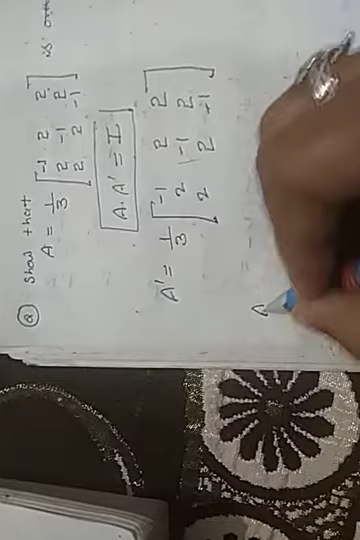 Q Show that
A = 1/3 [-1 2 2
2 -1 2
2 2 -1] is
A.A' = I
A' = 1/3 [-1 2 2
2 -1 2
2 2 -1]